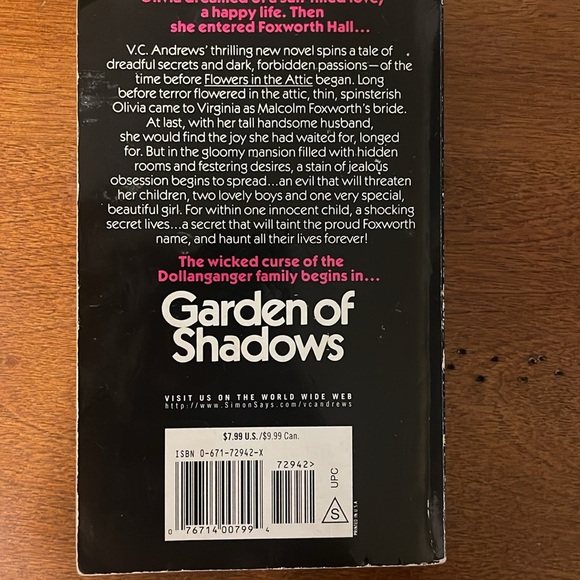 Olivia dreamed of a sun-filled love,
a happy life. Then
she entered Foxworth Hall...
V.C. Andrews' thrilling new novel spins a tale of
dreadful secrets and dark, forbidden passions—of the
time before Flowers in the Attic began. Long
before terror flowered in the attic, thin, spinsterish
Olivia came to Virginia as Malcolm Foxworth's bride.
At last, with her tall handsome husband,
she would find the joy she had waited for, longed
for. But in the gloomy mansion filled with hidden
rooms and festering desires, a stain of jealous
obsession begins to spread...an evil that will threaten
her children, two lovely boys and one very special,
beautiful girl. For within one innocent child, a shocking
secret lives...a secret that will taint the proud Foxworth
name, and haunt all their lives forever!
The wicked curse of the
Dollanganger family begins in...
Garden of
Shadows
VISIT US ON THE WORLD WIDE WEB
http://www.SimonSays.com/vcandrews
$7.99 U.S./$9.99 Can.
ISBN 0-671-72942-X
72942>
0 76714 00799 4
S
UPC
PRINTED IN U.S.A.